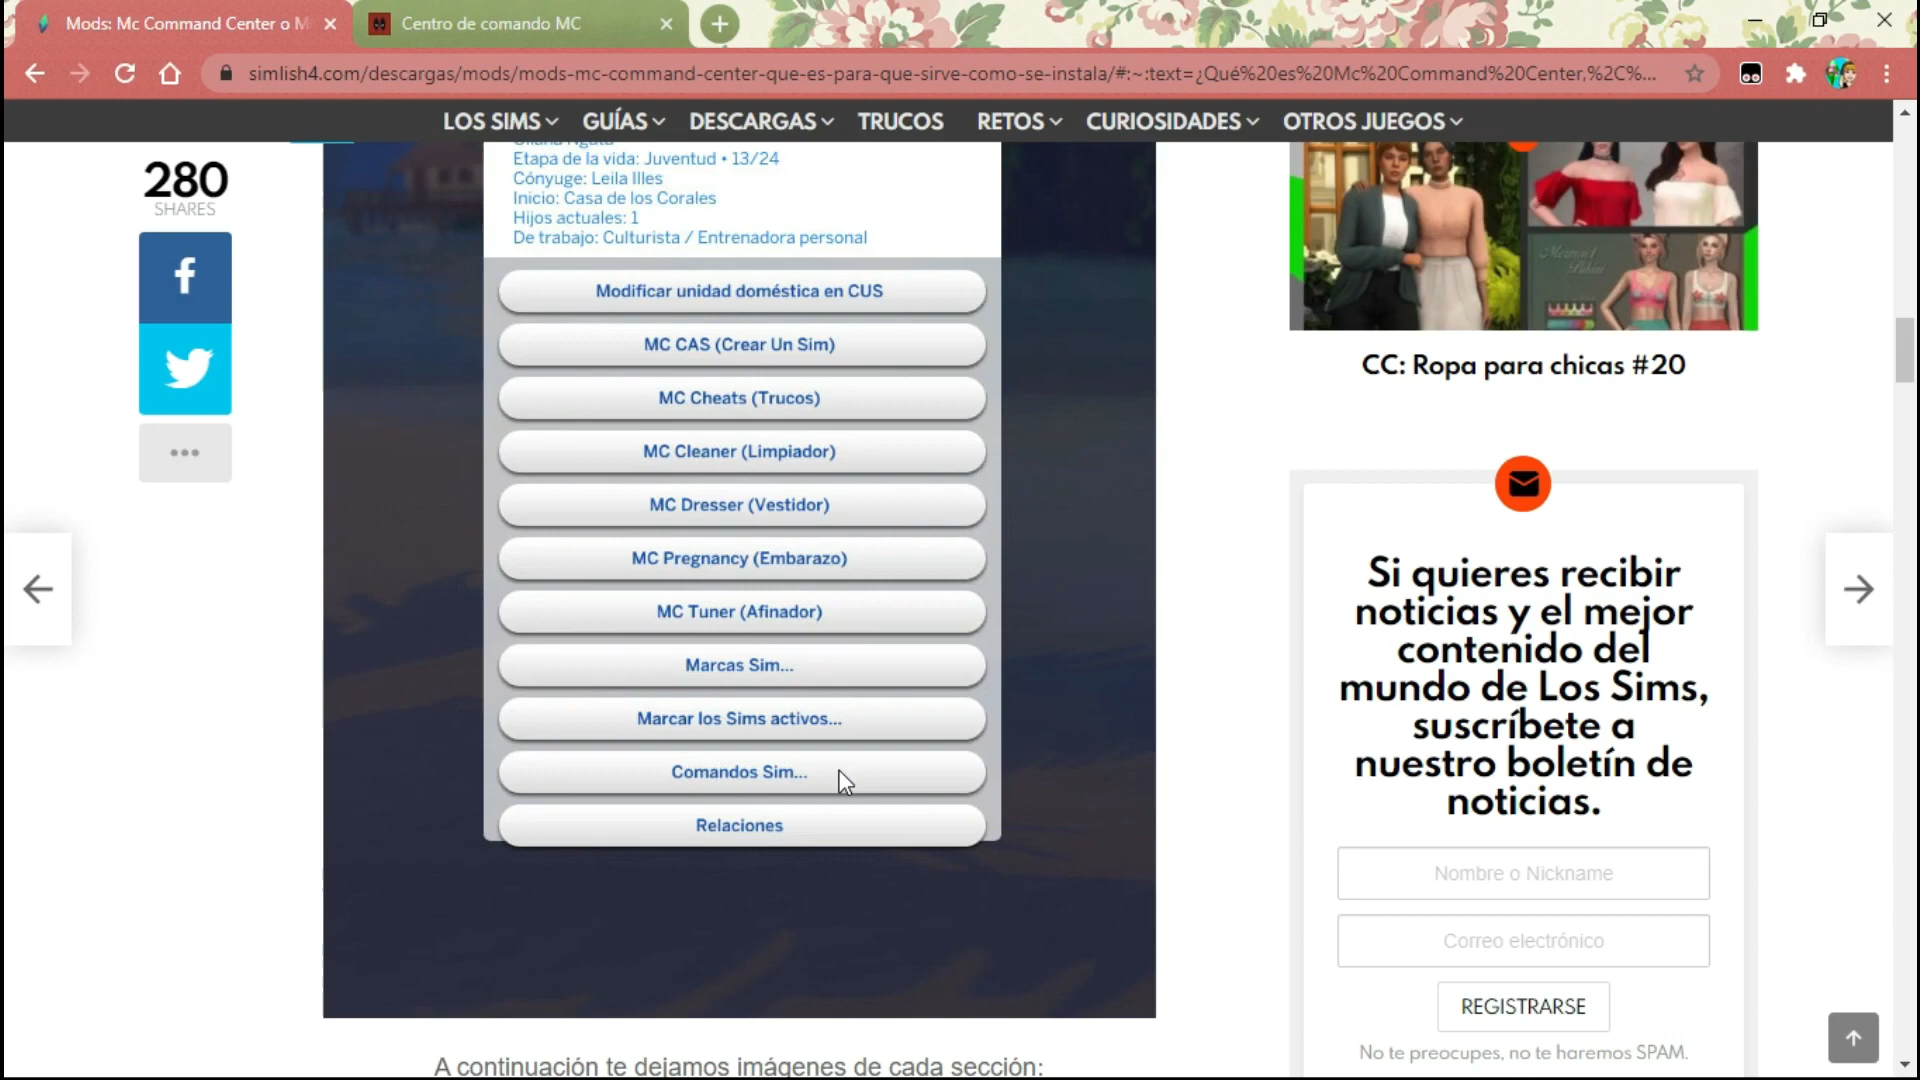 Mods: Mc Command Center o M
Centro de comando MC
simlish4.com/descargas/mods/mods-mc-command-center-que-es-para-que-sirve-como-se-instala/#:~:text=¿Qué%20es%20Mc%20Command%20Center,%2C%...
LOS SIMS
GUÍAS
DESCARGAS
TRUCOS
RETOS
CURIOSIDADES
OTROS JUEGOS
280
SHARES
Etapa de la vida: Juventud • 13/24
Cónyuge: Leila Illes
Inicio: Casa de los Corales
Hijos actuales: 1
De trabajo: Culturista / Entrenadora personal
Modificar unidad doméstica en CUS
MC CAS (Crear Un Sim)
MC Cheats (Trucos)
MC Cleaner (Limpiador)
MC Dresser (Vestidor)
MC Pregnancy (Embarazo)
MC Tuner (Afinador)
Marcas Sim...
Marcar los Sims activos...
Comandos Sim...
Relaciones
A continuación te dejamos imágenes de cada sección:
CC: Ropa para chicas #20
Si quieres recibir
noticias y el mejor
contenido del
mundo de Los Sims,
suscríbete a
nuestro boletín de
noticias.
Nombre o Nickname
Correo electrónico
REGISTRARSE
No te preocupes, no te haremos SPAM.